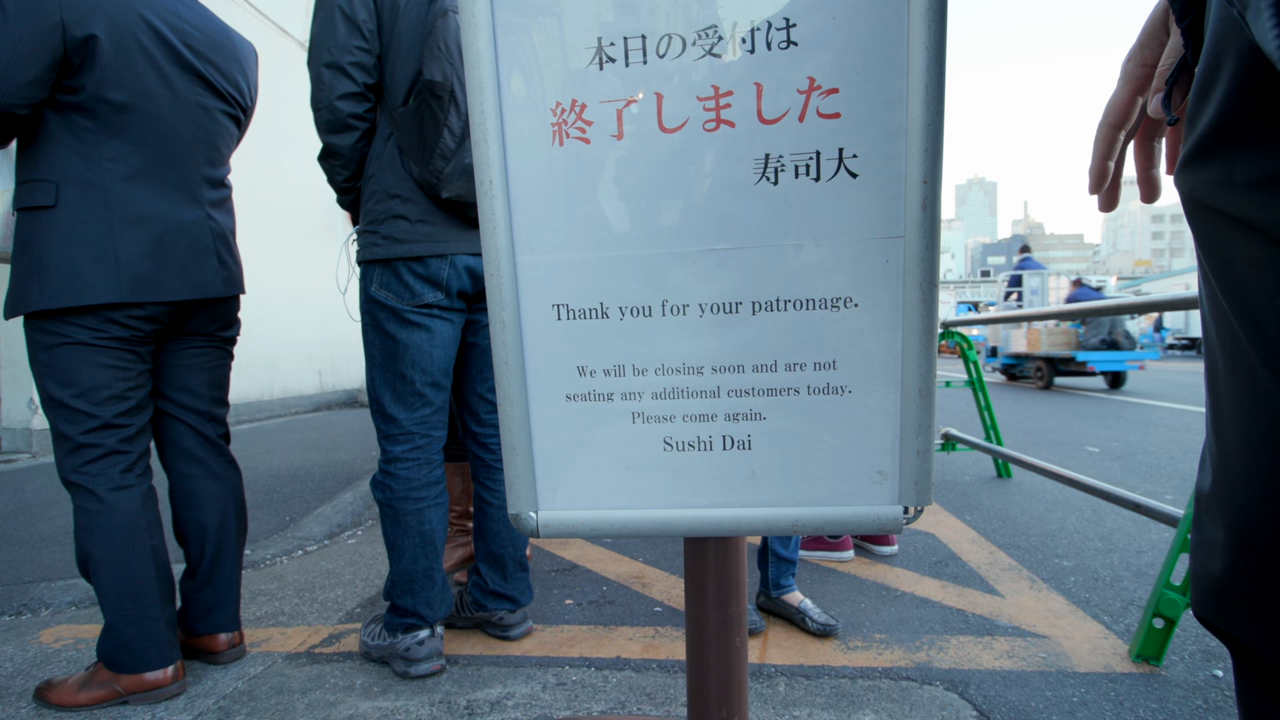 本日の受付は
終了しました
寿司大
Thank you for your patronage.
We will be closing soon and are not
seating any additional customers today.
Please come again.
Sushi Dai